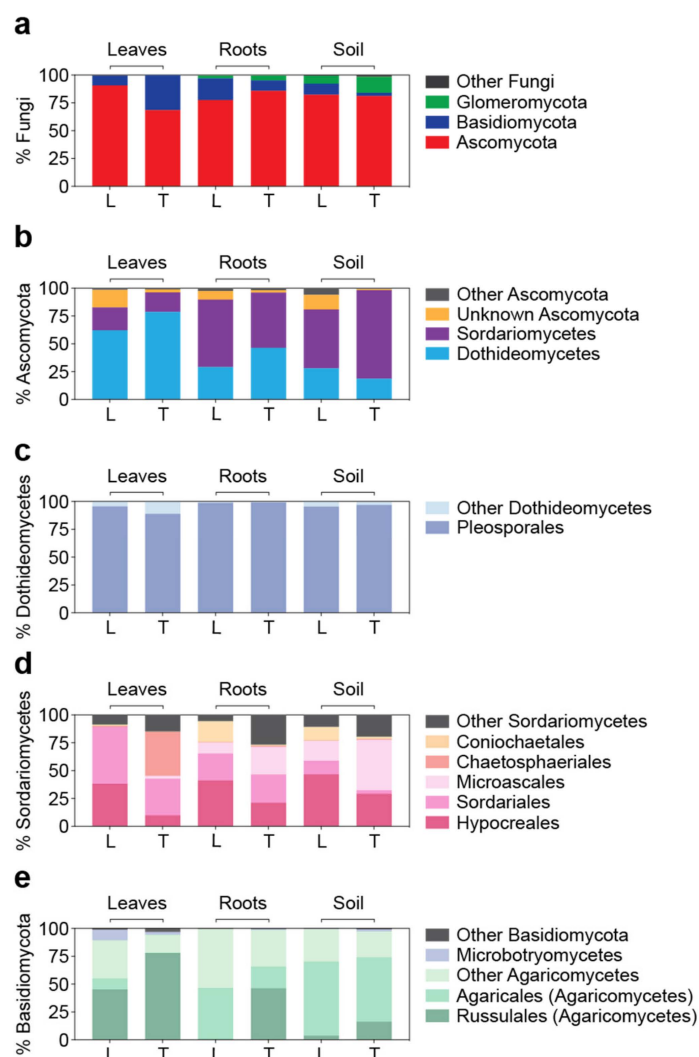 a
Leaves Roots Soil
% Fungi
100
75
50
25
0
L T L T L T
Other Fungi
Glomeromycota
Basidiomycota
Ascomycota
b
Leaves Roots Soil
% Ascomycota
100
75
50
25
0
L T L T L T
Other Ascomycota
Unknown Ascomycota
Sordariomycetes
Dothideomycetes
c
Leaves Roots Soil
% Dothideomycetes
100
75
50
25
0
L T L T L T
Other Dothideomycetes
Pleosporales
d
Leaves Roots Soil
% Sordariomycetes
100
75
50
25
0
L T L T L T
Other Sordariomycetes
Coniochaetales
Chaetosphaeriales
Microascales
Sordariales
Hypocreales
e
Leaves Roots Soil
% Basidiomycota
100
75
50
25
0
L T L T L T
Other Basidiomycota
Microbotryomycetes
Other Agaricomycetes
Agaricales (Agaricomycetes)
Russulales (Agaricomycetes)